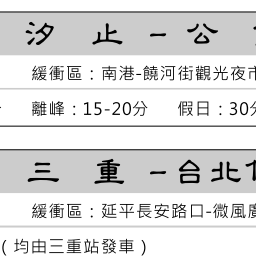 汐 止 - 公
緩衝區：南港-饒河街觀光夜市
離峰：15-20分 假日：30分
三 重 - 台北
緩衝區：延平長安路口-微風廣
（均由三重站發車）